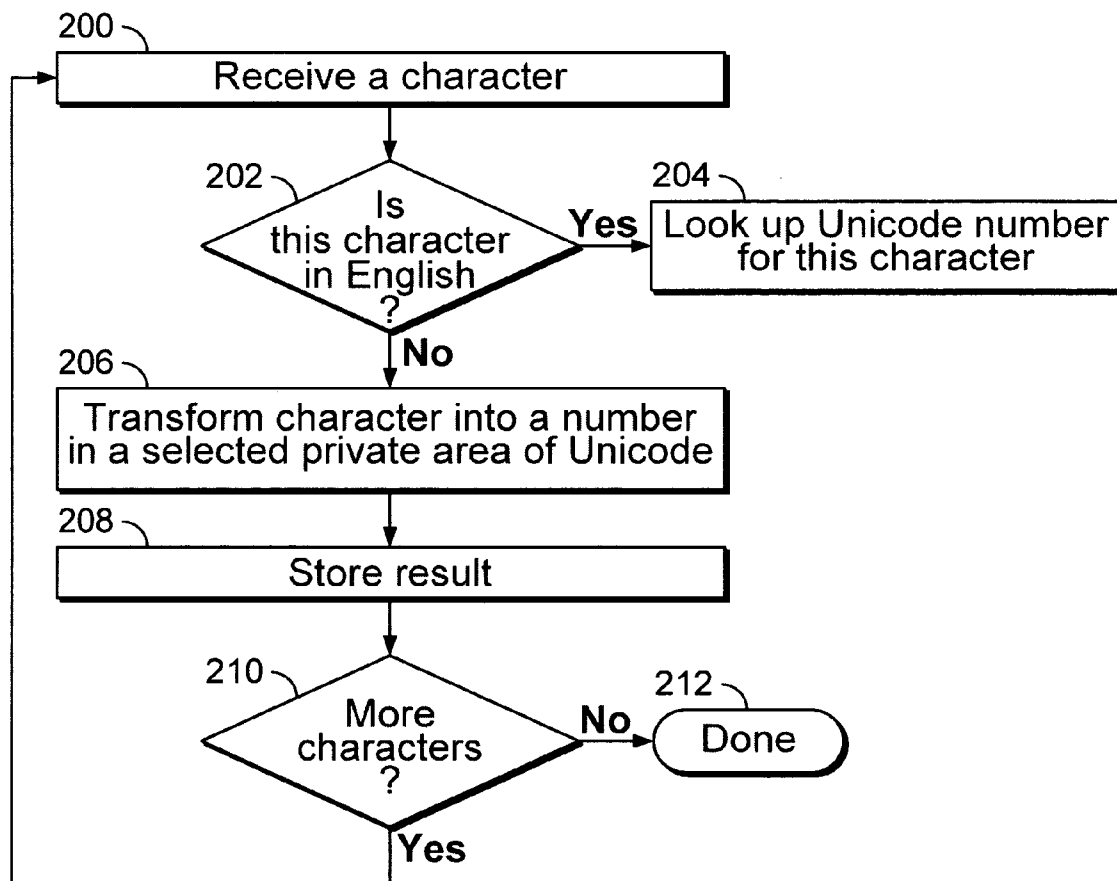 200
Receive a character
202
Is
this character
in English
?
Yes
204
Look up Unicode number
for this character
No
206
Transform character into a number
in a selected private area of Unicode
208
Store result
210
More
characters
?
No
212
Done
Yes